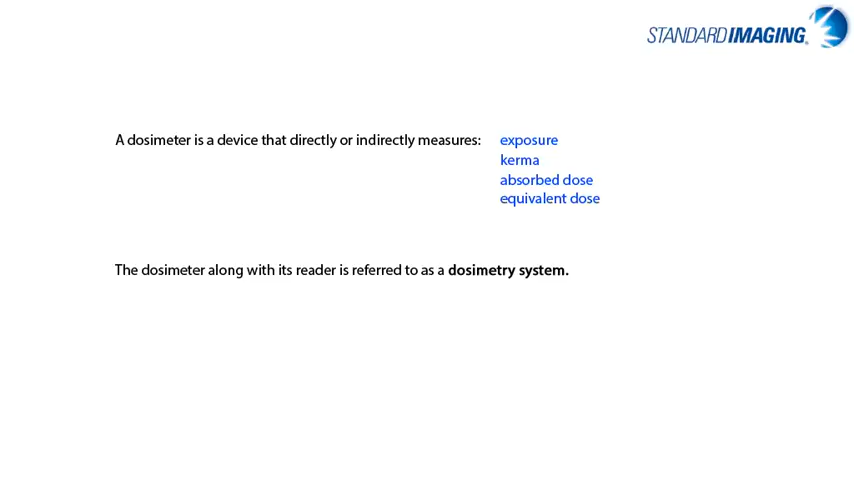 STANDARD IMAGING®
A dosimeter is a device that directly or indirectly measures: exposure
kerma
absorbed dose
equivalent dose
The dosimeter along with its reader is referred to as a dosimetry system.